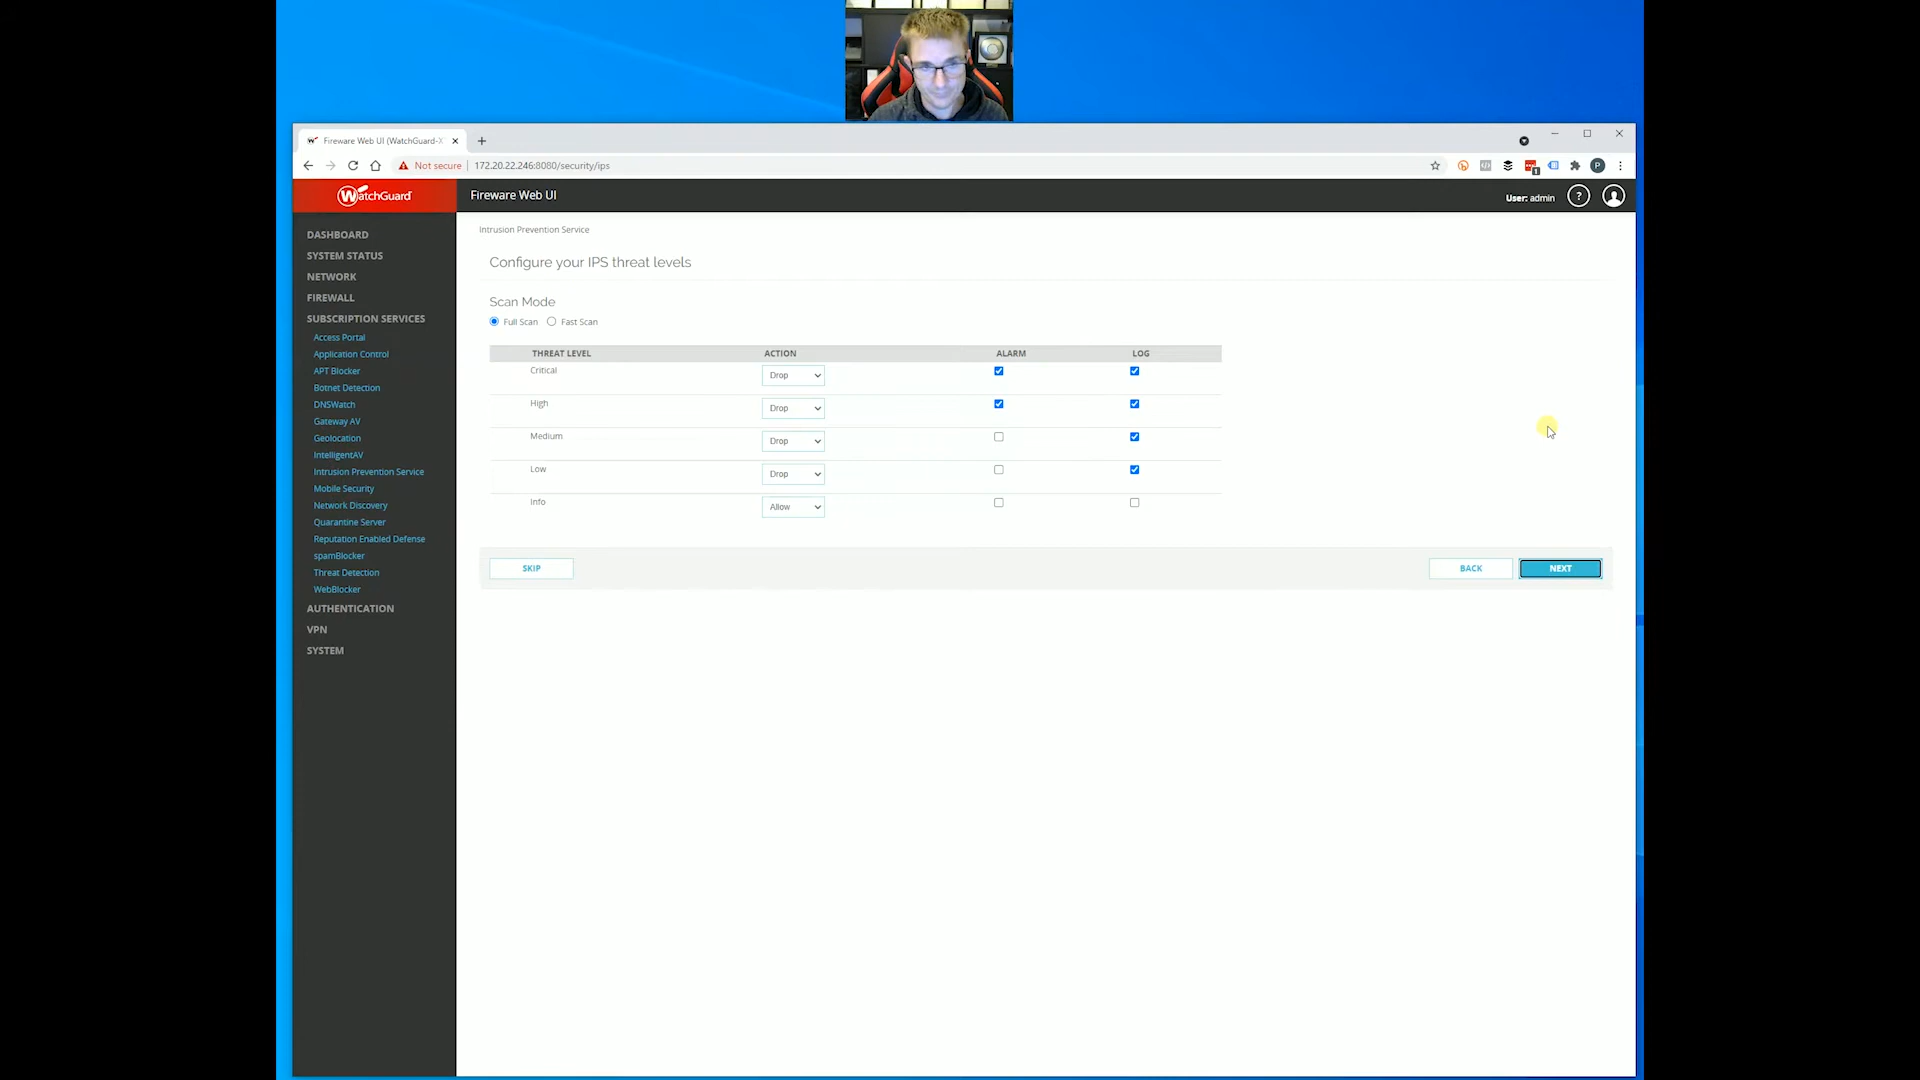 Fireware Web UI (WatchGuard-X
Not secure
172.20.22.246:8080/security/ips
P
1
WatchGuard
Fireware Web UI
User: admin
?
DASHBOARD
SYSTEM STATUS
NETWORK
FIREWALL
SUBSCRIPTION SERVICES
Access Portal
Application Control
APT Blocker
Botnet Detection
DNSWatch
Gateway AV
Geolocation
IntelligentAV
Intrusion Prevention Service
Mobile Security
Network Discovery
Quarantine Server
Reputation Enabled Defense
spamBlocker
Threat Detection
WebBlocker
AUTHENTICATION
VPN
SYSTEM
Intrusion Prevention Service
Configure your IPS threat levels
Scan Mode
Full Scan Fast Scan
THREAT LEVEL ACTION ALARM LOG
Critical Drop
High Drop
Medium Drop
Low Drop
Info Allow
SKIP BACK NEXT